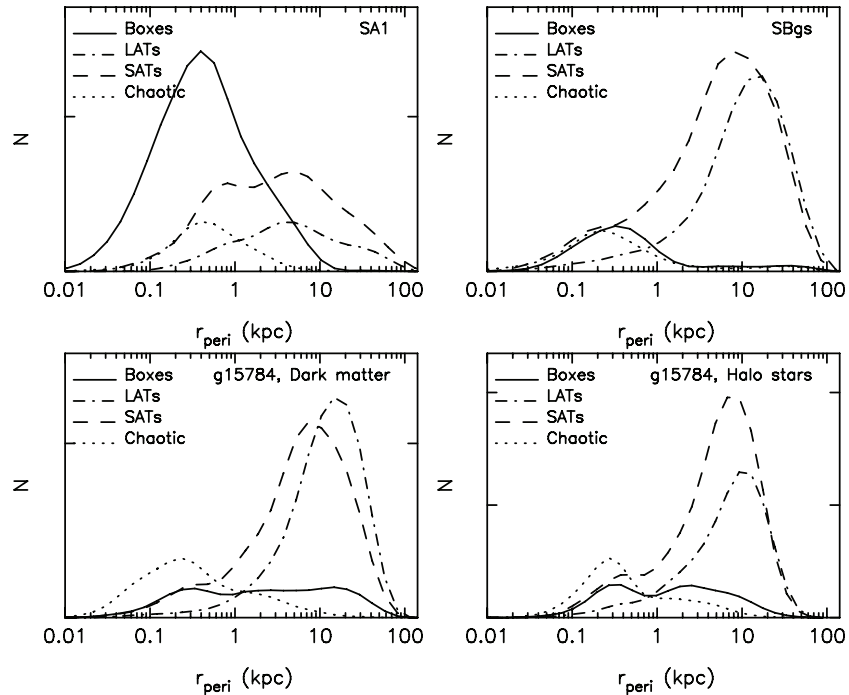 Boxes SA1
LATs
SATs
Chaotic
N
0.01 0.1 1 10 100
r_peri (kpc)
Boxes SBgs
LATs
SATs
Chaotic
N
0.01 0.1 1 10 100
r_peri (kpc)
Boxes g15784, Dark matter
LATs
SATs
Chaotic
N
0.01 0.1 1 10 100
r_peri (kpc)
Boxes g15784, Halo stars
LATs
SATs
Chaotic
N
0.01 0.1 1 10 100
r_peri (kpc)